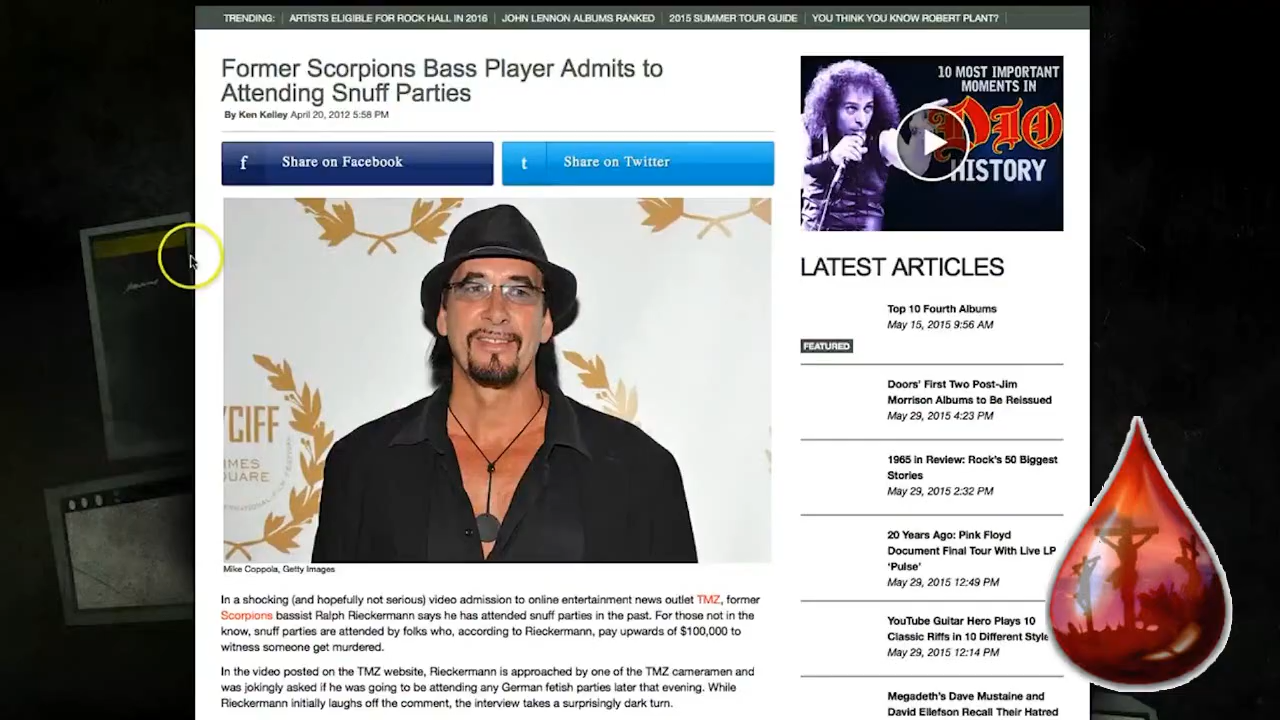 TRENDING: ARTISTS ELIGIBLE FOR ROCK HALL IN 2016 JOHN LENNON ALBUMS RANKED 2015 SUMMER TOUR GUIDE YOU THINK YOU KNOW ROBERT PLANT?
Former Scorpions Bass Player Admits to
Attending Snuff Parties
By Ken Kelley April 20, 2012 5:58 PM
f Share on Facebook
t Share on Twitter
YCIFF
IMES
QUARE
Mike Coppola, Getty Images
In a shocking (and hopefully not serious) video admission to online entertainment news outlet TMZ, former
Scorpions bassist Ralph Rieckermann says he has attended snuff parties in the past. For those not in the
know, snuff parties are attended by folks who, according to Rieckermann, pay upwards of $100,000 to
witness someone get murdered.
In the video posted on the TMZ website, Rieckermann is approached by one of the TMZ cameramen and
was jokingly asked if he was going to be attending any German fetish parties later that evening. While
Rieckermann initially laughs off the comment, the interview takes a surprisingly dark turn.
10 MOST IMPORTANT
MOMENTS IN
DIO
HISTORY
LATEST ARTICLES
Top 10 Fourth Albums
May 15, 2015 9:56 AM
FEATURED
Doors' First Two Post-Jim
Morrison Albums to Be Reissued
May 29, 2015 4:23 PM
1965 in Review: Rock's 50 Biggest
Stories
May 29, 2015 2:32 PM
20 Years Ago: Pink Floyd
Document Final Tour With Live LP
'Pulse'
May 29, 2015 12:49 PM
YouTube Guitar Hero Plays 10
Classic Riffs in 10 Different Style
May 29, 2015 12:14 PM
Megadeth's Dave Mustaine and
David Ellefson Recall Their Hatred